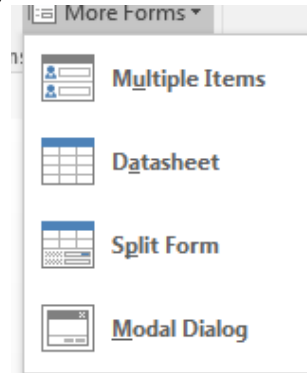 More Forms
Multiple Items
Datasheet
Split Form
Modal Dialog